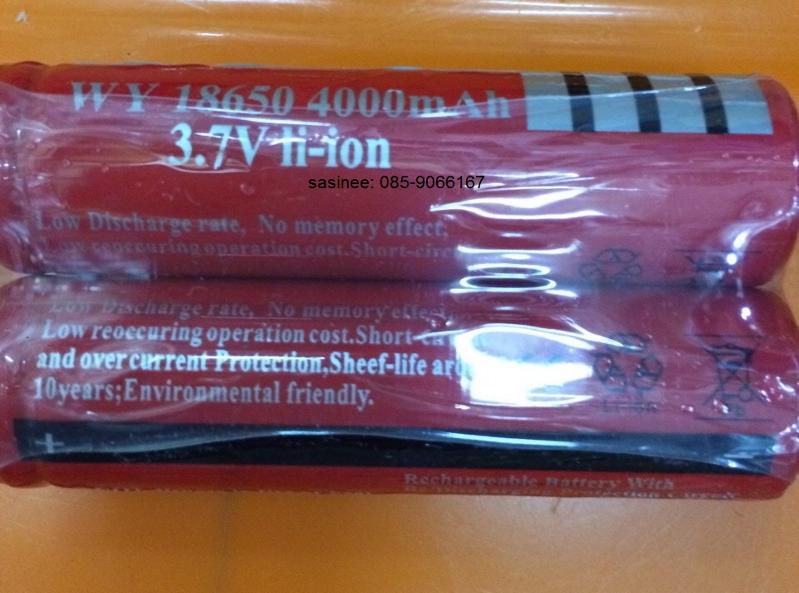 WY 18650 4000mAh
3.7V li-ion
sasinee: 085-9066167
Low Discharge rate, No memory effect,
Low reoccuring operation cost.Short-circ
Low Discharge rate, No memory effect
Low reoccuring operation cost.Short-
and over current Protection,Sheef-life
10years;Environmental friendly.
+
Rechargeable Battery With
Protection